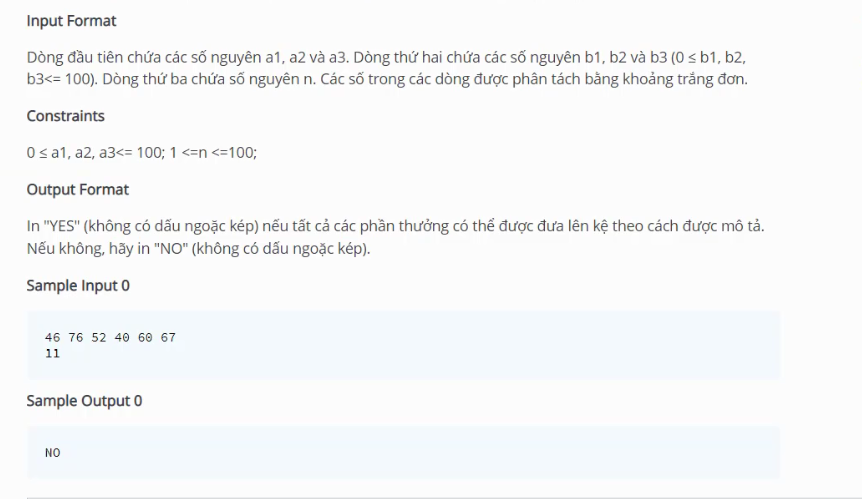 Input Format
Dòng đầu tiên chứa các số nguyên a1, a2 và a3. Dòng thứ hai chứa các số nguyên b1, b2 và b3 (0 ≤ b1, b2,
b3<= 100). Dòng thứ ba chứa số nguyên n. Các số trong các dòng được phân tách bằng khoảng trắng đơn.
Constraints
0 ≤ a1, a2, a3<= 100; 1 <=n <=100;
Output Format
In "YES" (không có dấu ngoặc kép) nếu tất cả các phần thưởng có thể được đưa lên kệ theo cách được mô tả.
Nếu không, hãy in "NO" (không có dấu ngoặc kép).
Sample Input 0
46 76 52 40 60 67
11
Sample Output 0
NO